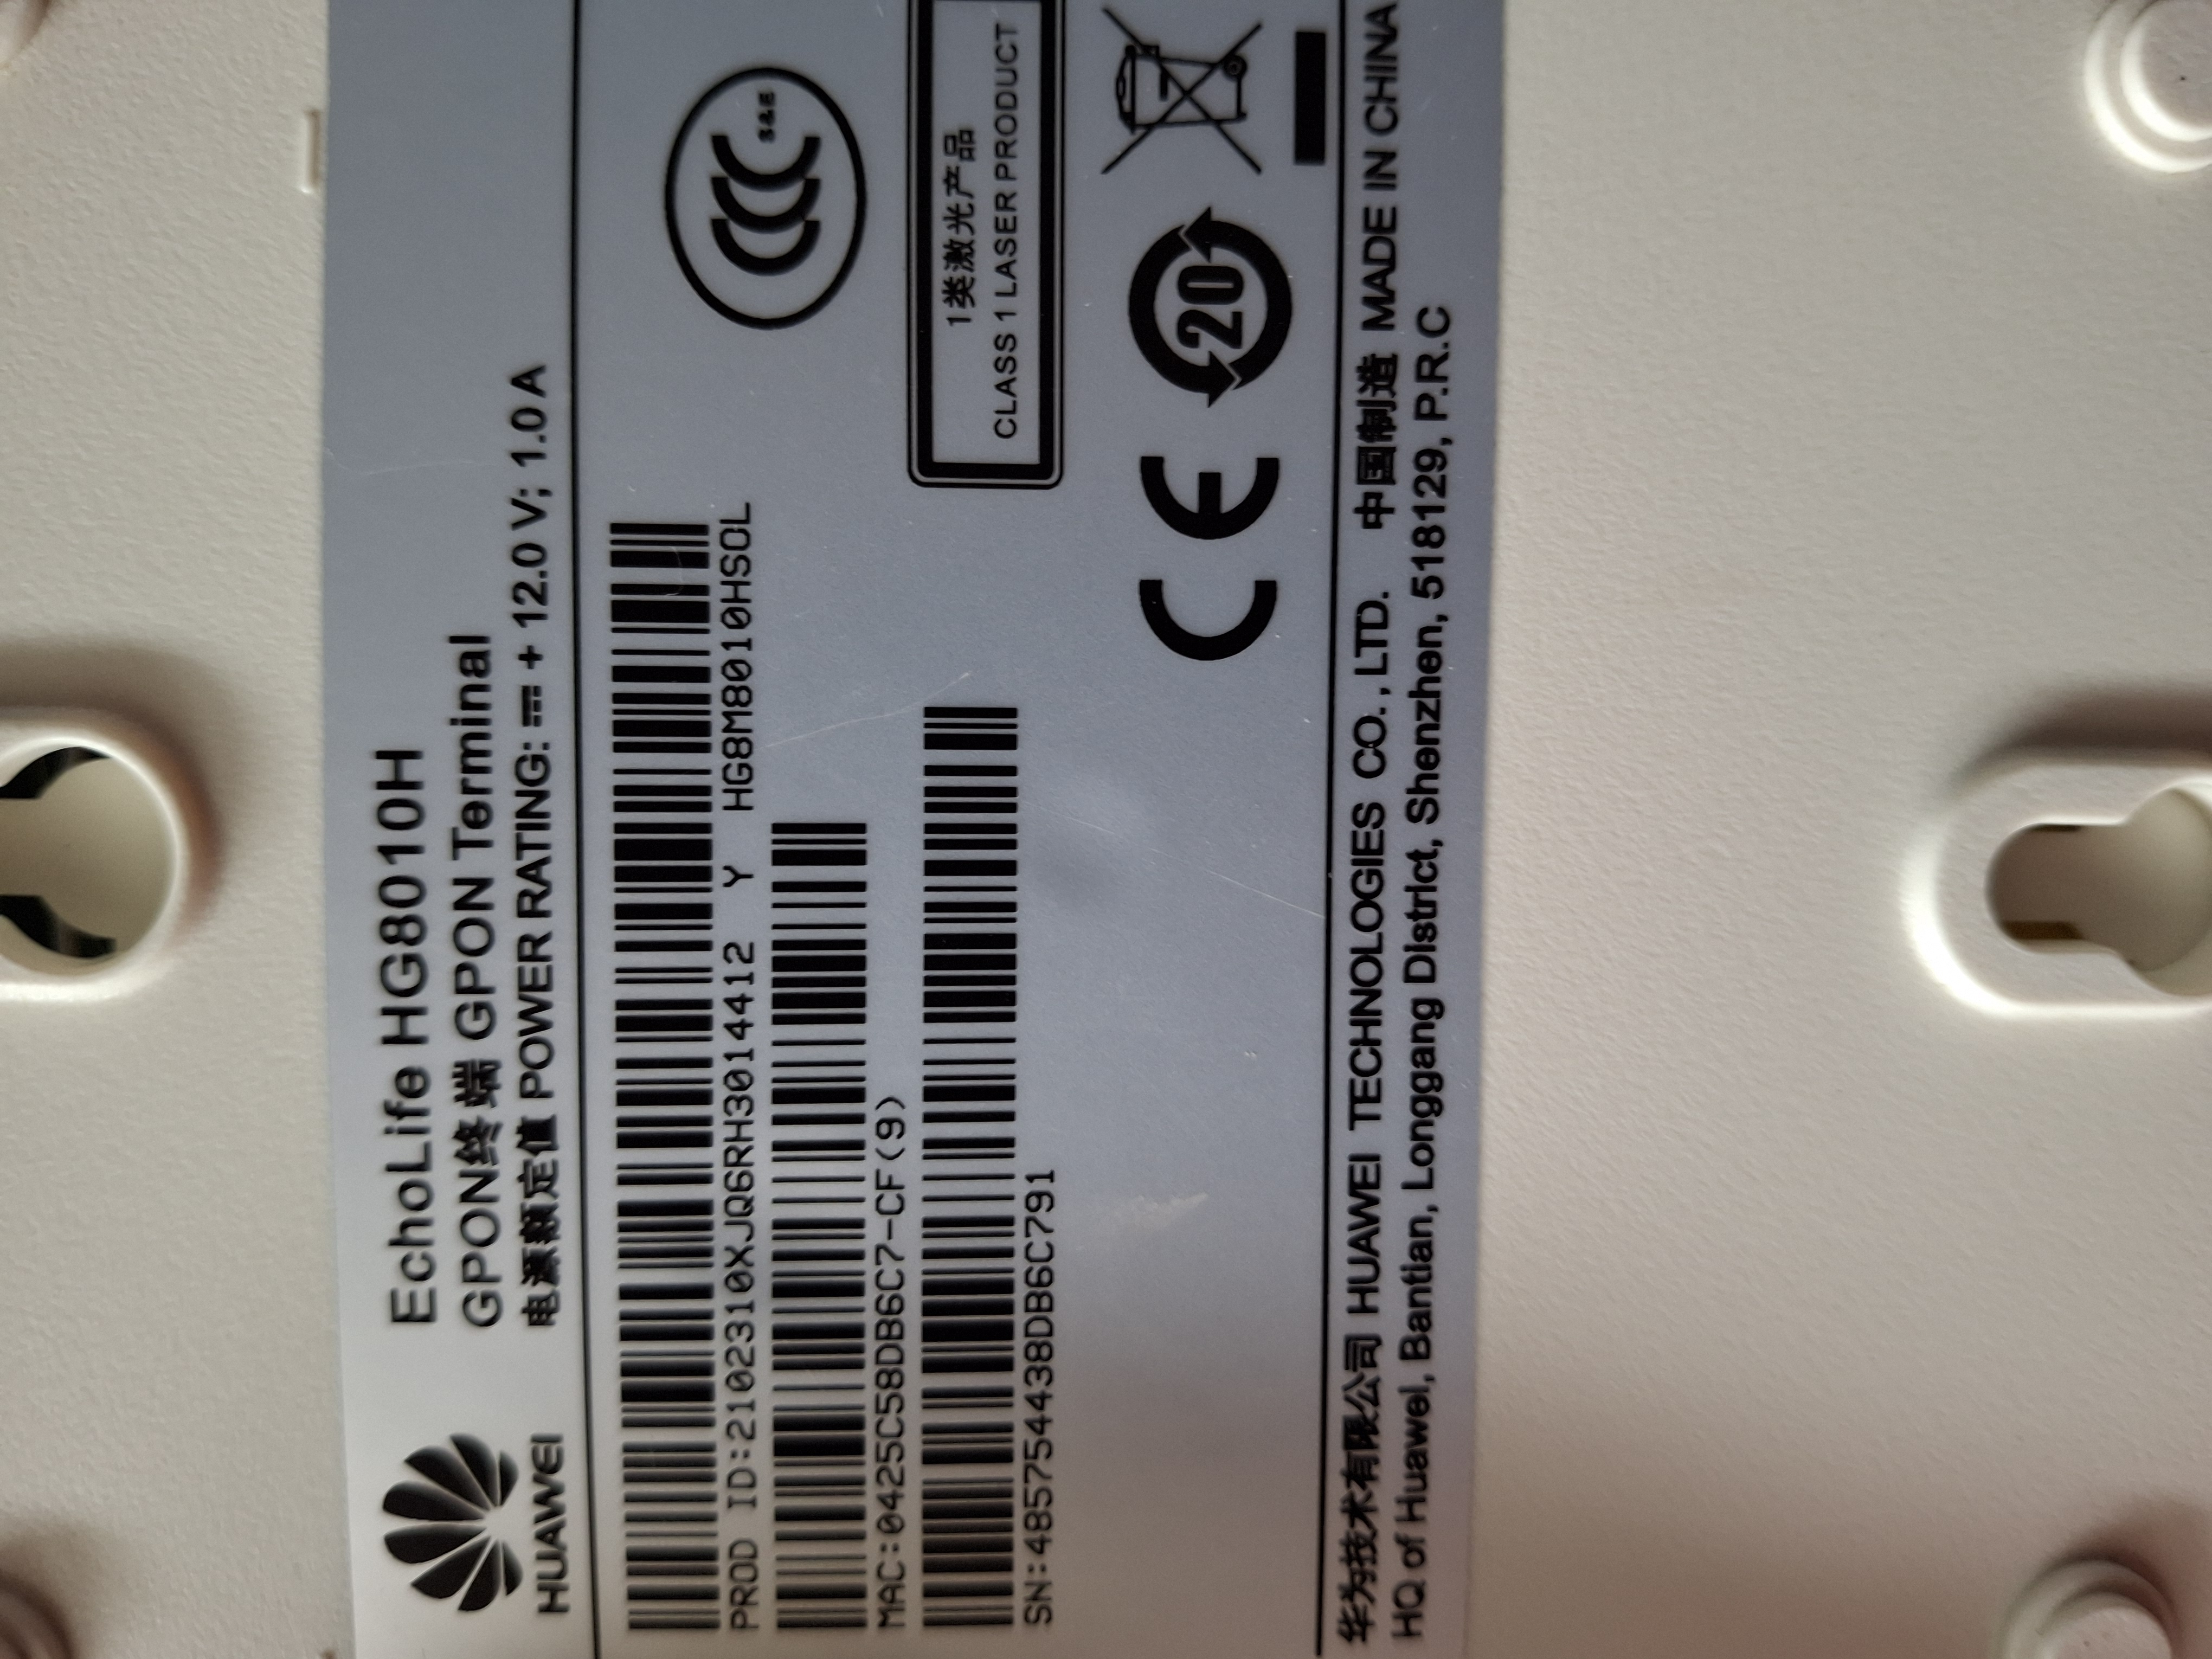 HUAWEI
EchoLife HG8010H
GPON终端 GPON Terminal
电源额定值 POWER RATING: ⎓ + 12.0 V; 1.0 A
PROD ID:2102310XJQ6RH3014412 Y HG8M8010HSOL
MAC:0425C58DB6C7-CF(9)
SN:485754438DB6C791
S&E
1类激光产品
CLASS 1 LASER PRODUCT
CE
20
华为技术有限公司 HUAWEI TECHNOLOGIES CO., LTD. 中国制造 MADE IN CHINA
HQ of Huawei, Bantian, Longgang District, Shenzhen, 518129, P.R.C